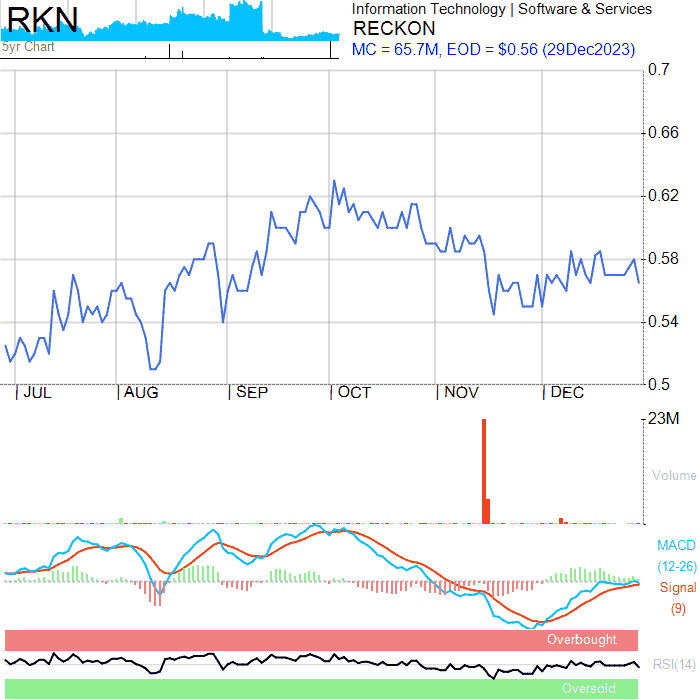 RKN
5yr Chart
Information Technology | Software & Services
RECKON
MC = 65.7M, EOD = $0.56 (29Dec2023)
0.7
0.66
0.62
0.58
0.54
0.5
JUL AUG SEP OCT NOV DEC
23M
Volume
MACD
(12-26)
Signal
(9)
Overbought
RSI(14)
Oversold